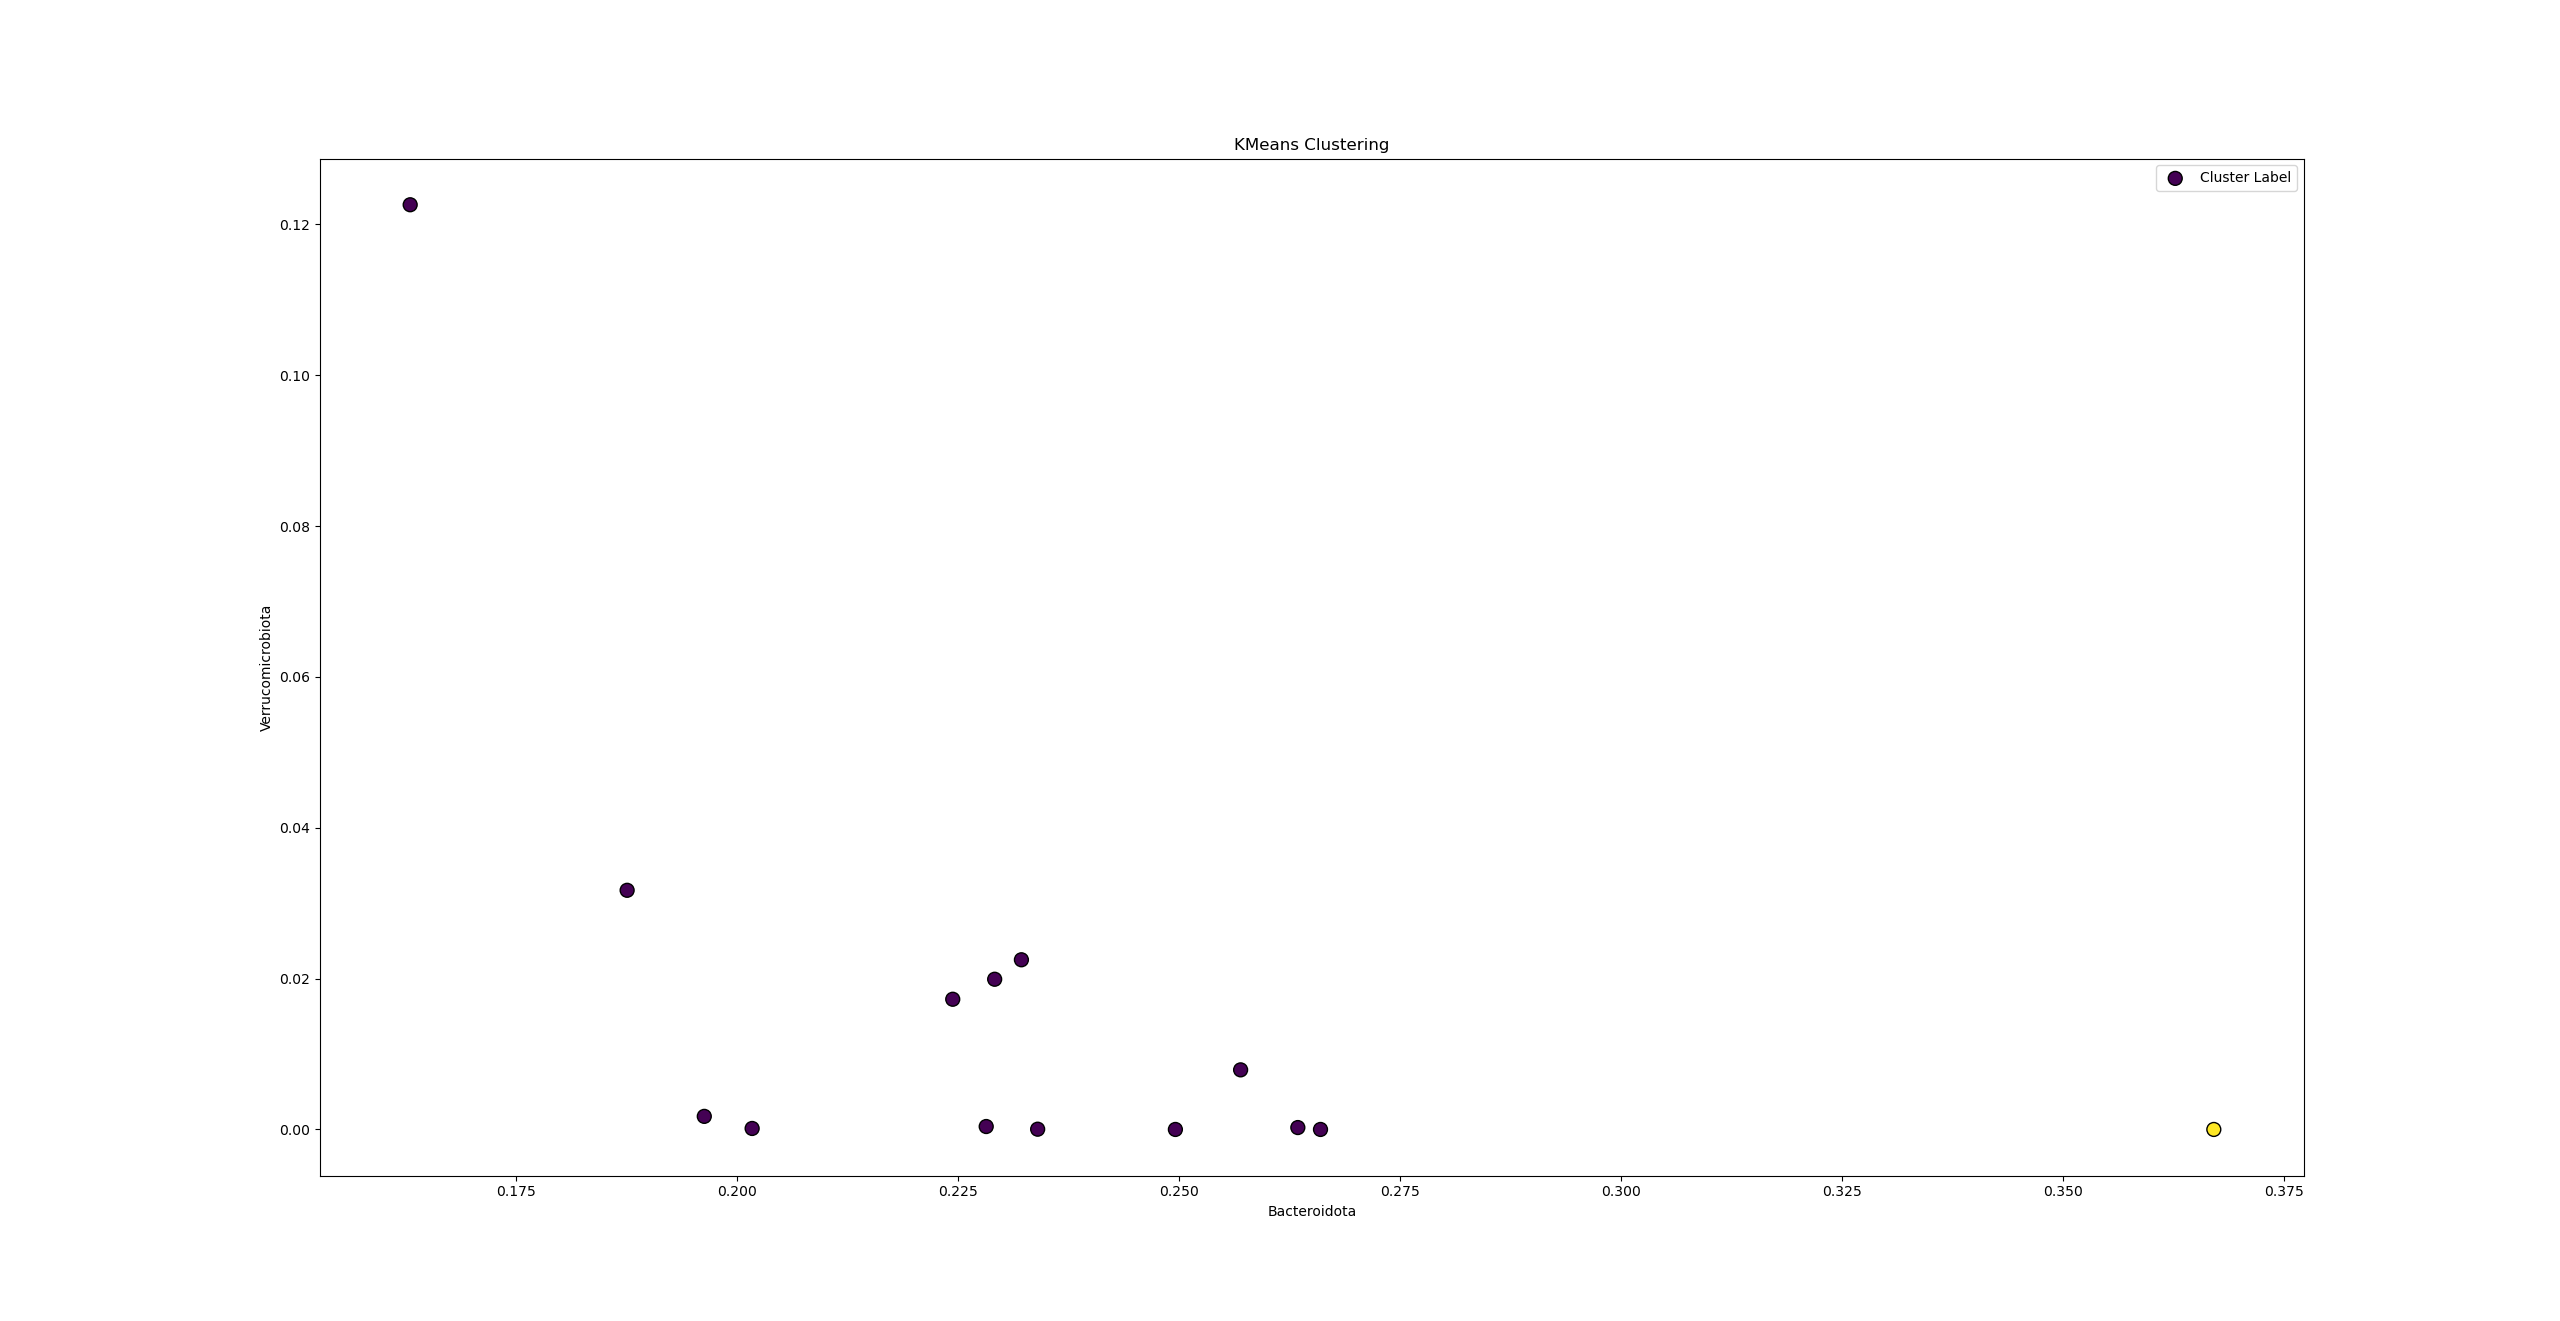 KMeans Clustering
Cluster Label
0.12
0.10
0.08
0.06
0.04
0.02
0.00
Verrucomicrobiota
0.175 0.200 0.225 0.250 0.275 0.300 0.325 0.350 0.375
Bacteroidota